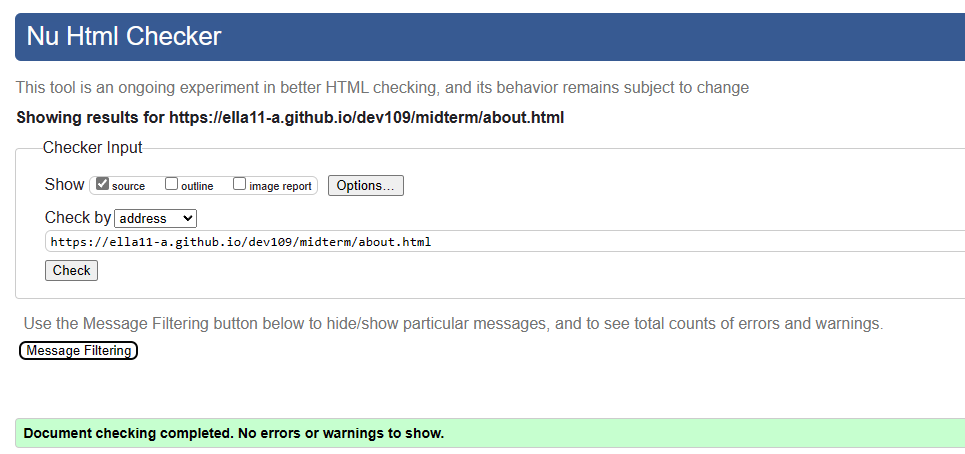 Nu Html Checker
This tool is an ongoing experiment in better HTML checking, and its behavior remains subject to change
Showing results for https://ella11-a.github.io/dev109/midterm/about.html
Checker Input
Show source outline image report Options...
Check by address
https://ella11-a.github.io/dev109/midterm/about.html
Check
Use the Message Filtering button below to hide/show particular messages, and to see total counts of errors and warnings.
Message Filtering
Document checking completed. No errors or warnings to show.